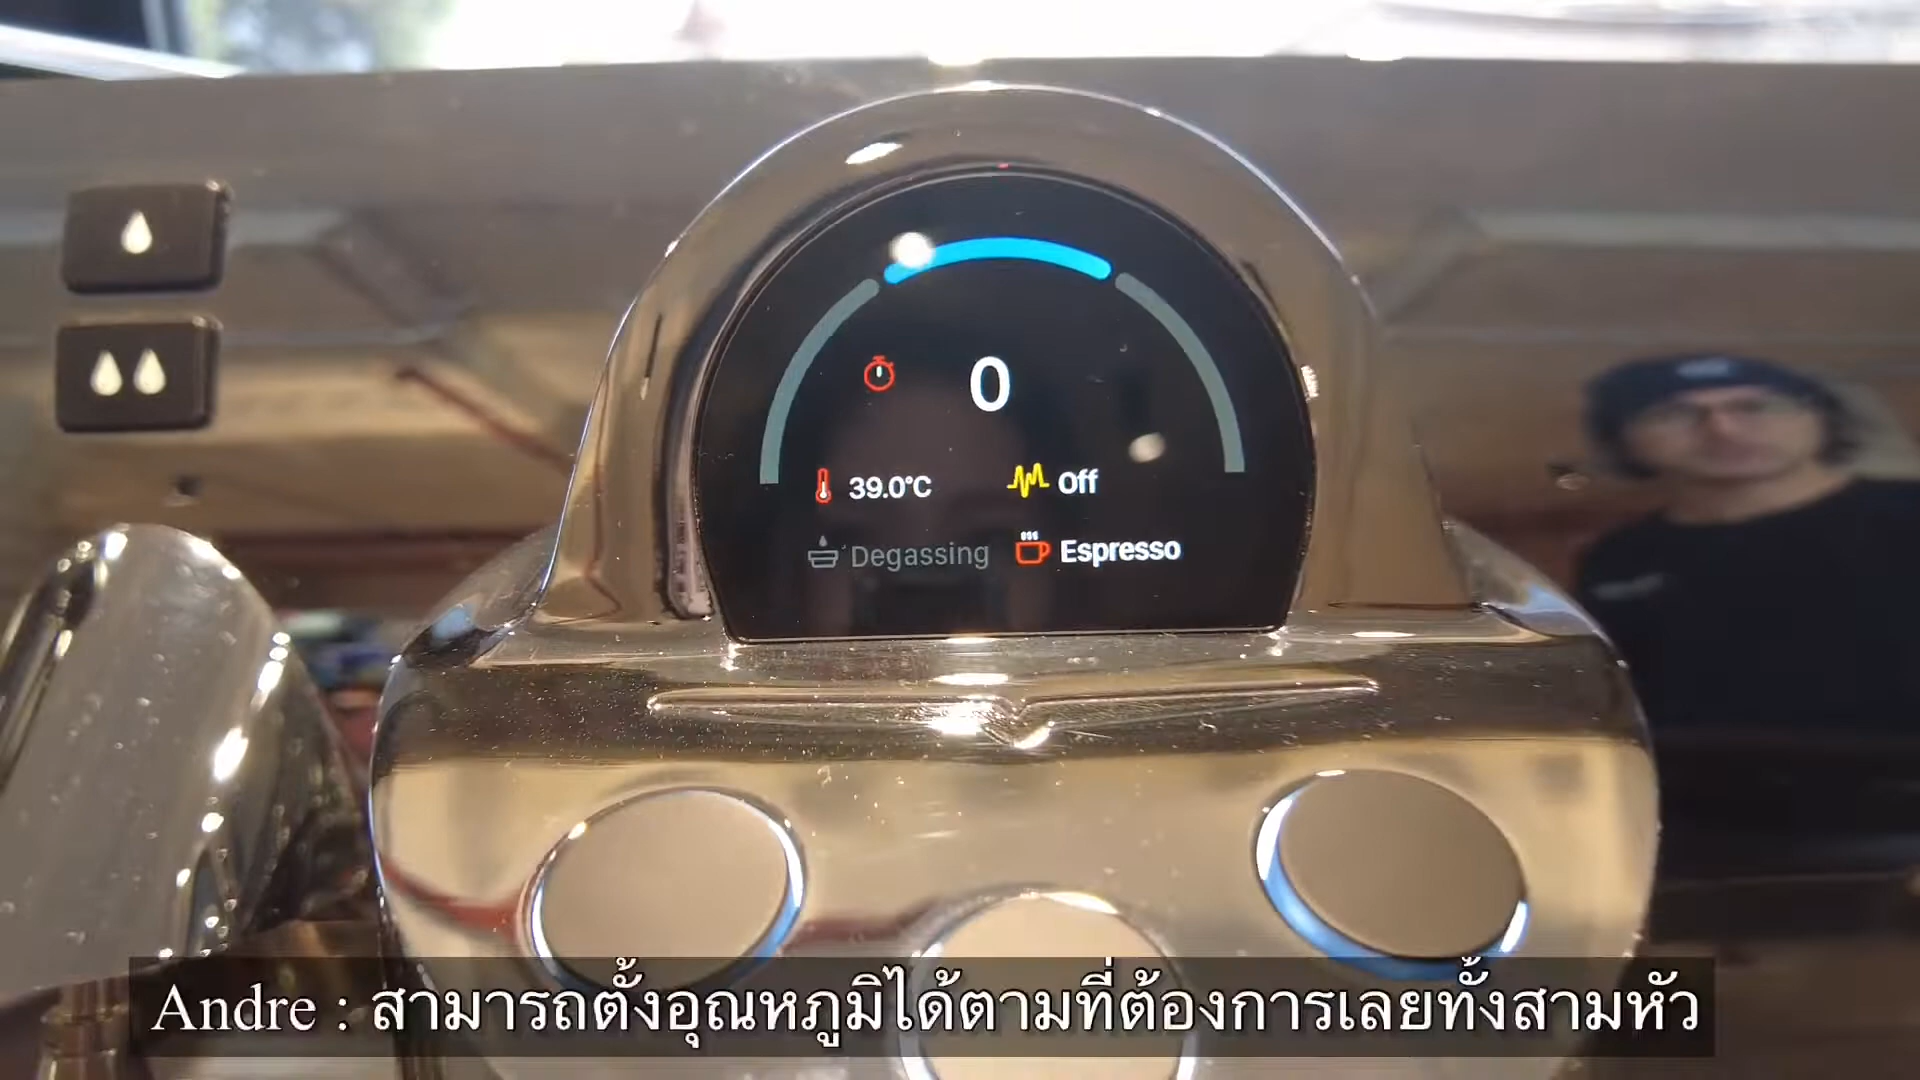 0
39.0°C
Off
Degassing
Espresso
Andre : สามารถตั้งอุณหภูมิได้ตามที่ต้องการเลยทั้งสามหัว